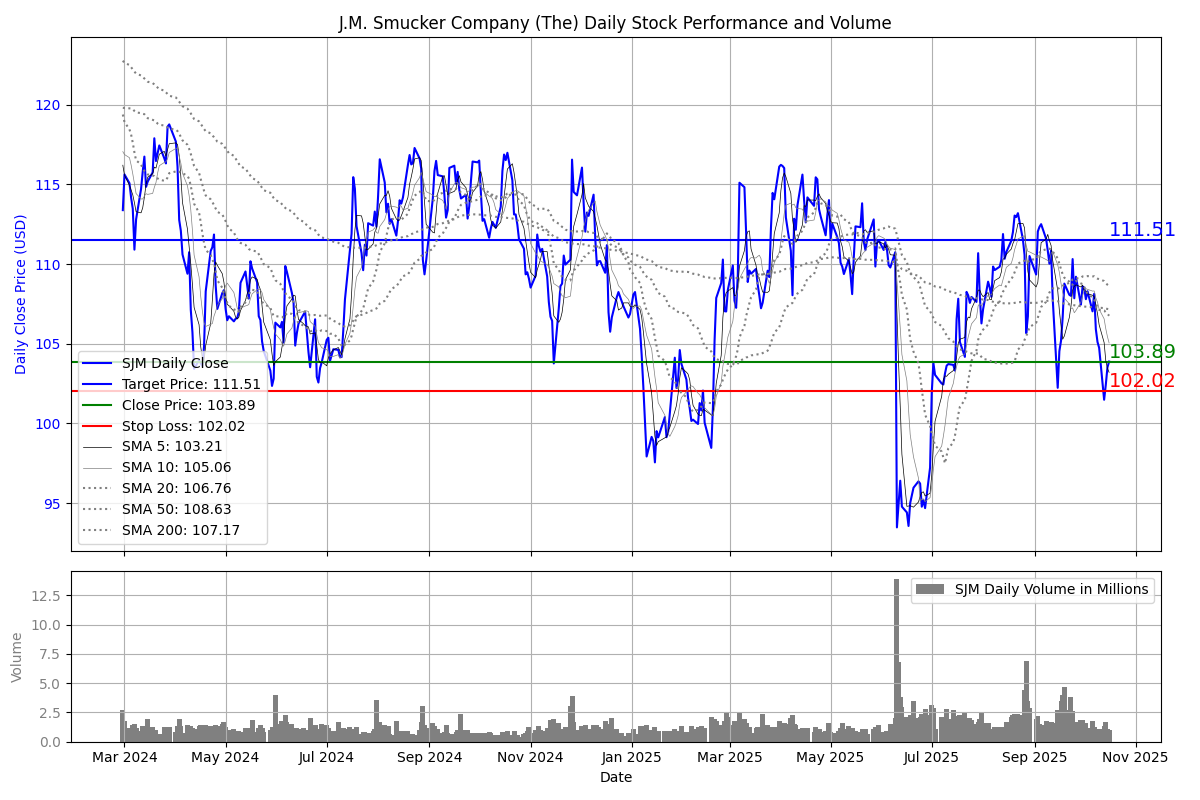 J.M. Smucker Company (The) Daily Stock Performance and Volume
Daily Close Price (USD)
120
115
110
105
100
95
111.51
103.89
102.02
SJM Daily Close
Target Price: 111.51
Close Price: 103.89
Stop Loss: 102.02
SMA 5: 103.21
SMA 10: 105.06
SMA 20: 106.76
SMA 50: 108.63
SMA 200: 107.17
Volume
12.5
10.0
7.5
5.0
2.5
0.0
SJM Daily Volume in Millions
Mar 2024 May 2024 Jul 2024 Sep 2024 Nov 2024 Jan 2025 Mar 2025 May 2025 Jul 2025 Sep 2025 Nov 2025
Date